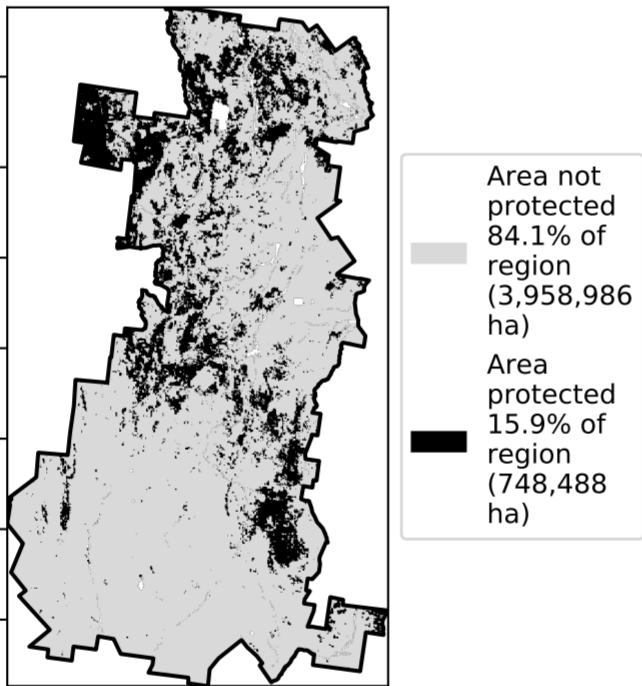 Area not
protected
84.1% of
region
(3,958,986
ha)
Area
protected
15.9% of
region
(748,488
ha)